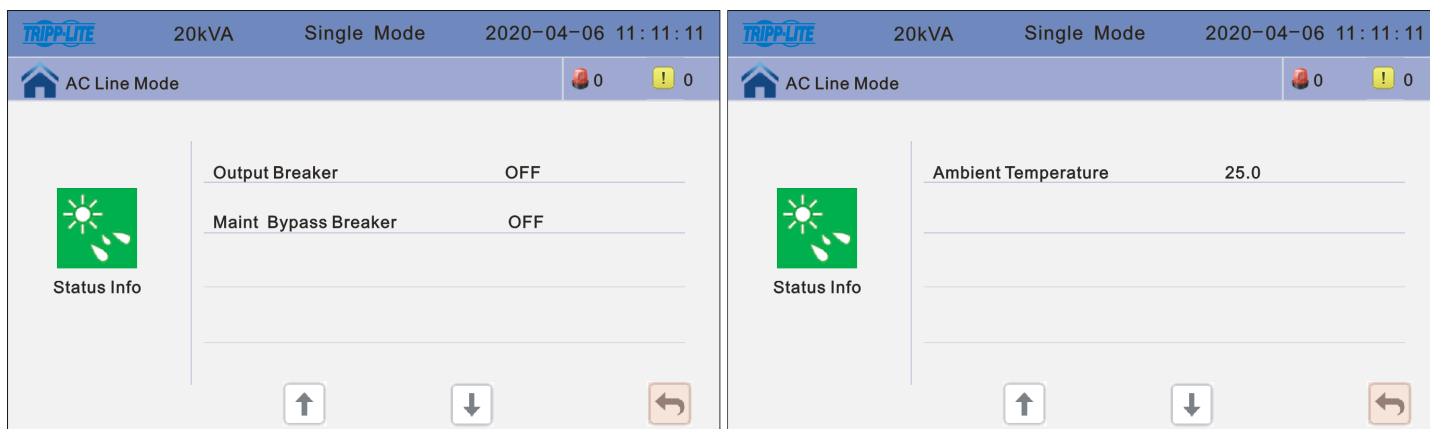 TRIPP·LITE 20kVA Single Mode 2020-04-06 11:11:11
AC Line Mode 0 ! 0
Output Breaker OFF
Maint Bypass Breaker OFF
Status Info
TRIPP·LITE 20kVA Single Mode 2020-04-06 11:11:11
AC Line Mode 0 ! 0
Ambient Temperature 25.0
Status Info